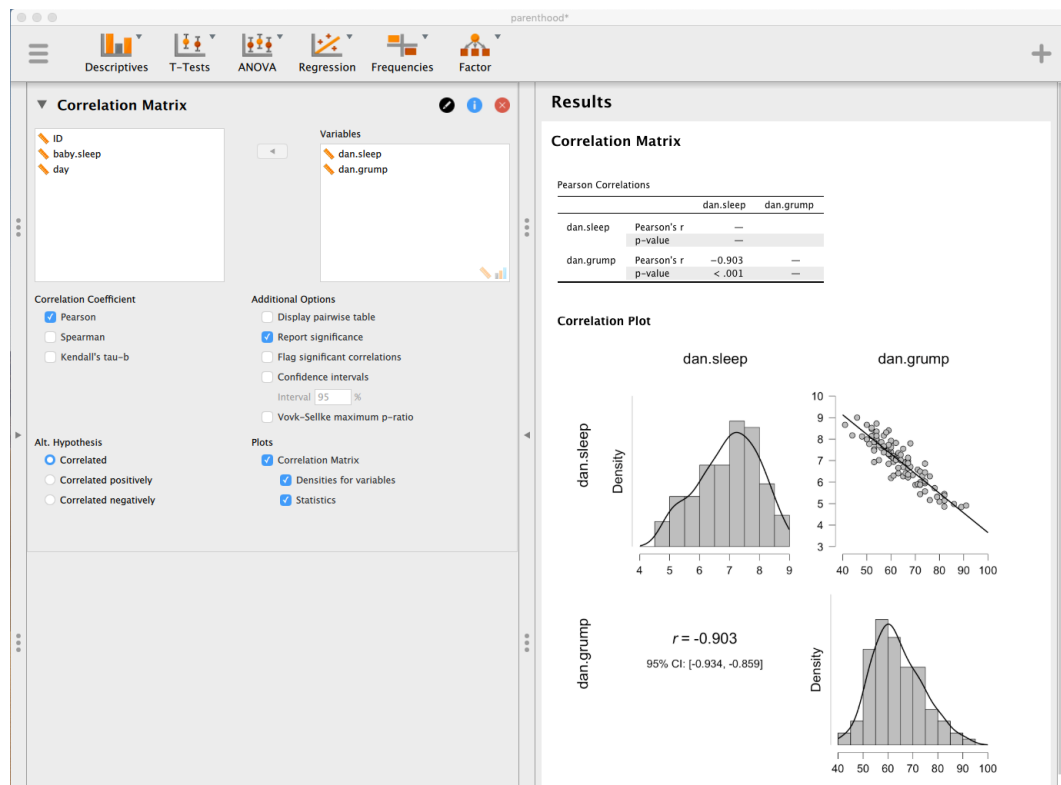 parenthood*
Descriptives T-Tests ANOVA Regression Frequencies Factor
Correlation Matrix
ID
baby.sleep
day
Variables
dan.sleep
dan.grump
Correlation Coefficient
Pearson
Spearman
Kendall's tau-b
Additional Options
Display pairwise table
Report significance
Flag significant correlations
Confidence intervals
Interval 95 %
Vovk-Sellke maximum p-ratio
Alt. Hypothesis
Correlated
Correlated positively
Correlated negatively
Plots
Correlation Matrix
Densities for variables
Statistics
Results
Correlation Matrix
Pearson Correlations
dan.sleep dan.grump
dan.sleep Pearson's r —
p-value —
dan.grump Pearson's r −0.903 —
p-value < .001 —
Correlation Plot
dan.sleep dan.grump
dan.sleep
Density
4 5 6 7 8 9
10
9
8
7
6
5
4
3
40 50 60 70 80 90 100
dan.grump
r = -0.903
95% CI: [-0.934, -0.859]
Density
40 50 60 70 80 90 100